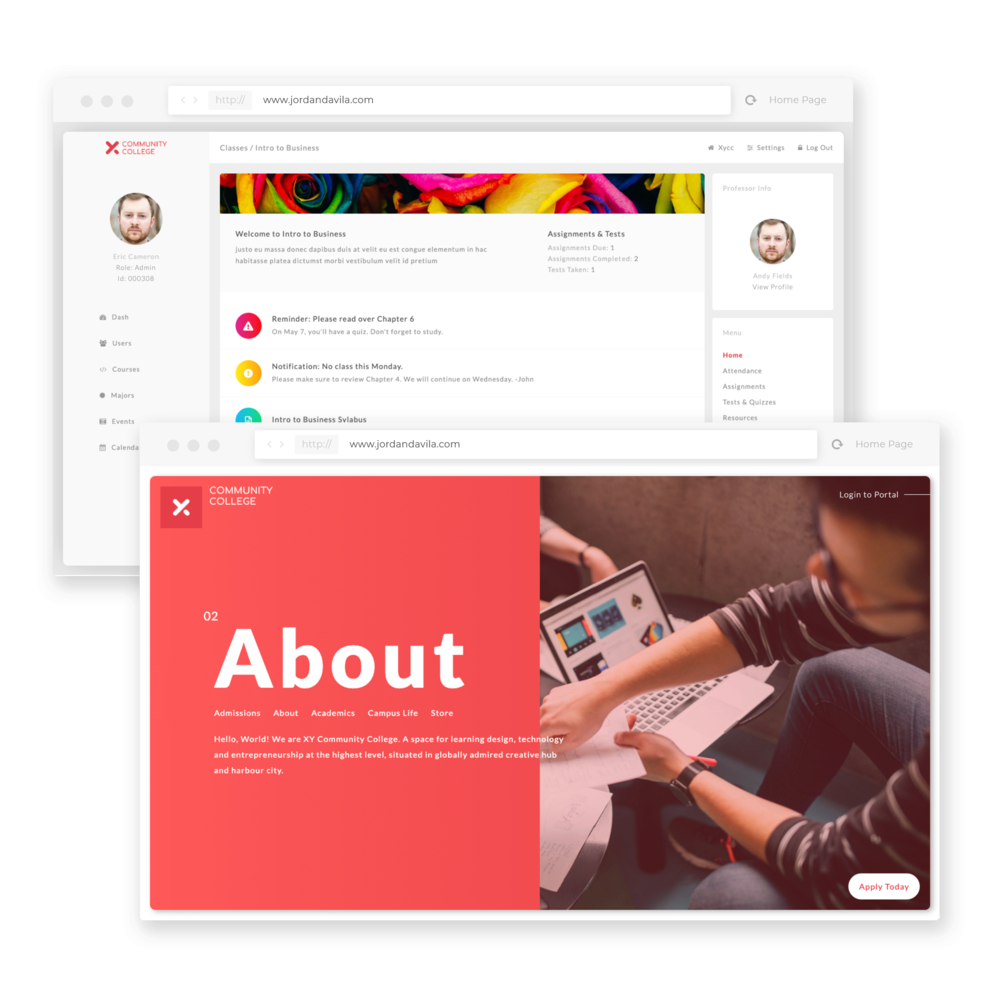 http://
www.jordandavila.com
Home Page
COMMUNITY
COLLEGE
Classes / Intro to Business
Xycc
Settings
Log Out
Eric Cameron
Role: Admin
Id: 000308
Dash
Users
Courses
Majors
Events
Calenda
Welcome to Intro to Business
justo eu massa donec dapibus duis at velit eu est congue elementum in hac
habitasse platea dictumst morbi vestibulum velit id pretium
Assignments & Tests
Assignments Due: 1
Assignments Completed: 2
Tests Taken: 1
Reminder: Please read over Chapter 6
On May 7, you'll have a quiz. Don't forget to study.
Notification: No class this Monday.
Please make sure to review Chapter 4. We will continue on Wednesday. -John
Intro to Business Sylabus
Professor Info
Andy Fields
View Profile
Menu
Home
Attendance
Assignments
Tests & Quizzes
Resources
http://
www.jordandavila.com
Home Page
COMMUNITY
COLLEGE
Login to Portal
02
About
Admissions About Academics Campus Life Store
Hello, World! We are XY Community College. A space for learning design, technology
and entrepreneurship at the highest level, situated in globally admired creative hub
and harbour city.
Apply Today